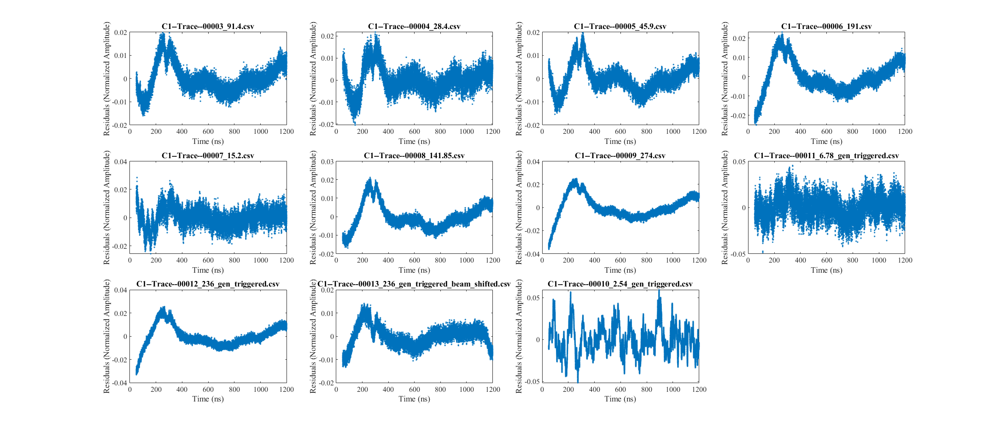 C1--Trace--00003_91.4.csv
Residuals (Normalized Amplitude)
0.02
0.01
0
-0.01
-0.02
0 200 400 600 800 1000 1200
Time (ns)
C1--Trace--00004_28.4.csv
Residuals (Normalized Amplitude)
0.02
0.01
0
-0.01
-0.02
0 200 400 600 800 1000 1200
Time (ns)
C1--Trace--00005_45.9.csv
Residuals (Normalized Amplitude)
0.02
0.01
0
-0.01
-0.02
0 200 400 600 800 1000 1200
Time (ns)
C1--Trace--00006_191.csv
Residuals (Normalized Amplitude)
0.02
0.01
0
-0.01
-0.02
0 200 400 600 800 1000 1200
Time (ns)
C1--Trace--00007_15.2.csv
Residuals (Normalized Amplitude)
0.04
0.02
0
-0.02
0 200 400 600 800 1000 1200
Time (ns)
C1--Trace--00008_141.85.csv
Residuals (Normalized Amplitude)
0.03
0.02
0.01
0
-0.01
-0.02
0 200 400 600 800 1000 1200
Time (ns)
C1--Trace--00009_274.csv
Residuals (Normalized Amplitude)
0.04
0.02
0
-0.02
-0.04
0 200 400 600 800 1000 1200
Time (ns)
C1--Trace--00011_6.78_gen_triggered.csv
Residuals (Normalized Amplitude)
0.05
0
-0.05
0 200 400 600 800 1000 1200
Time (ns)
C1--Trace--00012_236_gen_triggered.csv
Residuals (Normalized Amplitude)
0.04
0.02
0
-0.02
-0.04
0 200 400 600 800 1000 1200
Time (ns)
C1--Trace--00013_236_gen_triggered_beam_shifted.csv
Residuals (Normalized Amplitude)
0.02
0.01
0
-0.01
-0.02
0 200 400 600 800 1000 1200
Time (ns)
C1--Trace--00010_2.54_gen_triggered.csv
Residuals (Normalized Amplitude)
0.05
0
-0.05
0 200 400 600 800 1000 1200
Time (ns)